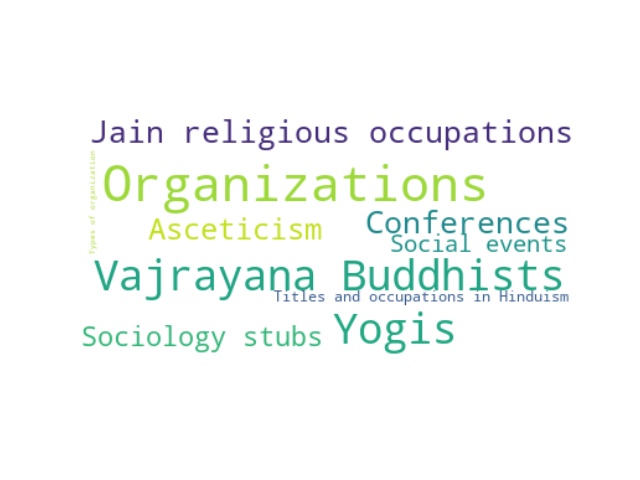 Jain religious occupations
Types of organization
Organizations
Asceticism
Conferences
Social events
Vajrayana Buddhists
Titles and occupations in Hinduism
Sociology stubs
Yogis